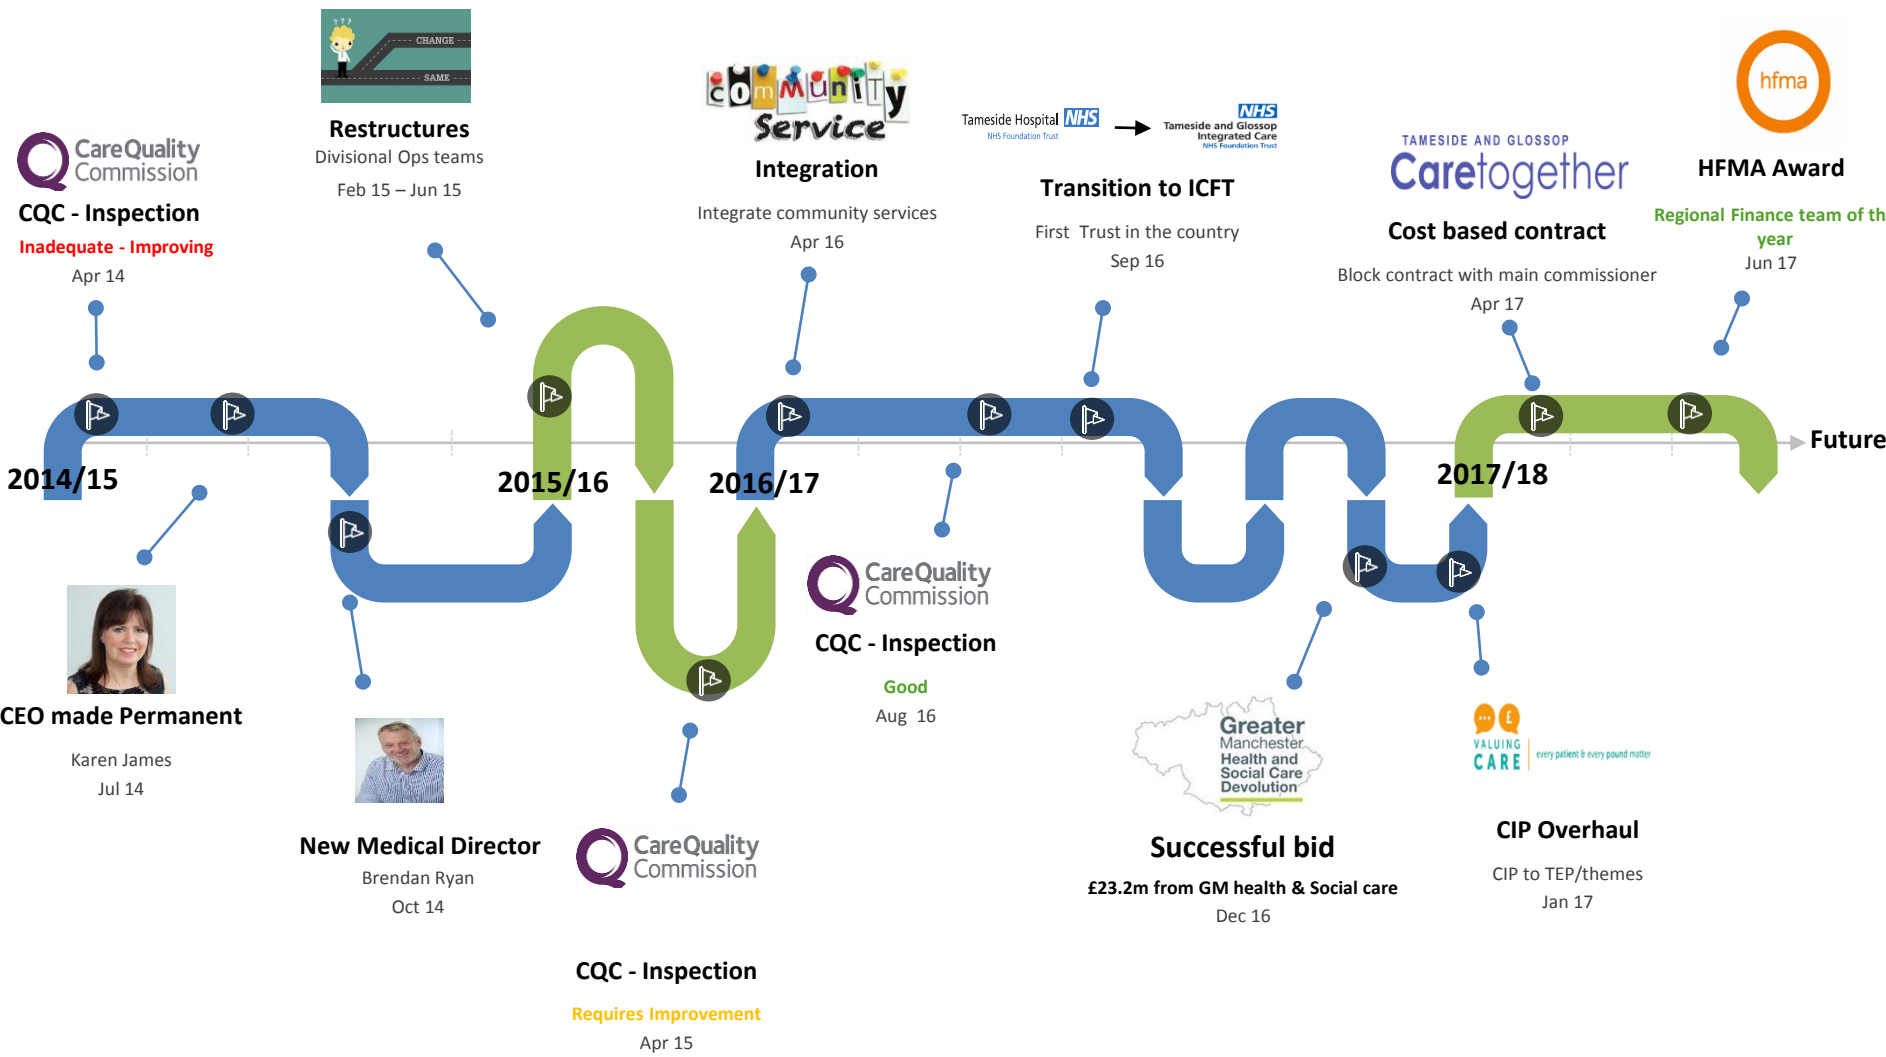 CHANGE
SAME
Restructures
Divisional Ops teams
Feb 15 – Jun 15
CareQuality
Commission
CQC - Inspection
Inadequate - Improving
Apr 14
community
Service
Integration
Integrate community services
Apr 16
Tameside Hospital NHS
NHS Foundation Trust
NHS
Tameside and Glossop
Integrated Care
NHS Foundation Trust
Transition to ICFT
First  Trust in the country
Sep 16
TAMESIDE AND GLOSSOP
Caretogether
Cost based contract
Block contract with main commissioner
Apr 17
hfma
HFMA Award
Regional Finance team of th
year
Jun 17
2014/15
2015/16
2016/17
2017/18
Future
CEO made Permanent
Karen James
Jul 14
New Medical Director
Brendan Ryan
Oct 14
CareQuality
Commission
CQC - Inspection
Requires Improvement
Apr 15
CareQuality
Commission
CQC - Inspection
Good
Aug  16
Greater
Manchester
Health and
Social Care
Devolution
Successful bid
£23.2m from GM health & Social care
Dec 16
£
VALUING
CARE
every patient & every pound matter
CIP Overhaul
CIP to TEP/themes
Jan 17